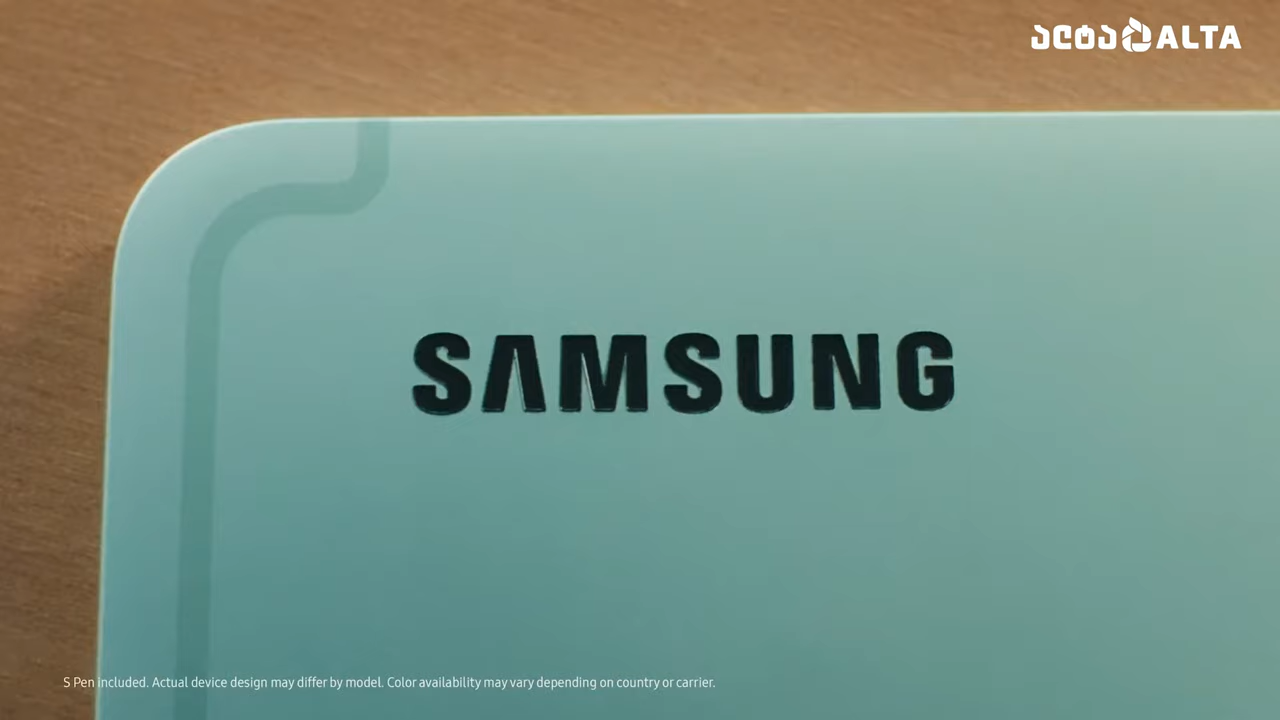 ალტა ALTA
SAMSUNG
S Pen included. Actual device design may differ by model. Color availability may vary depending on country or carrier.